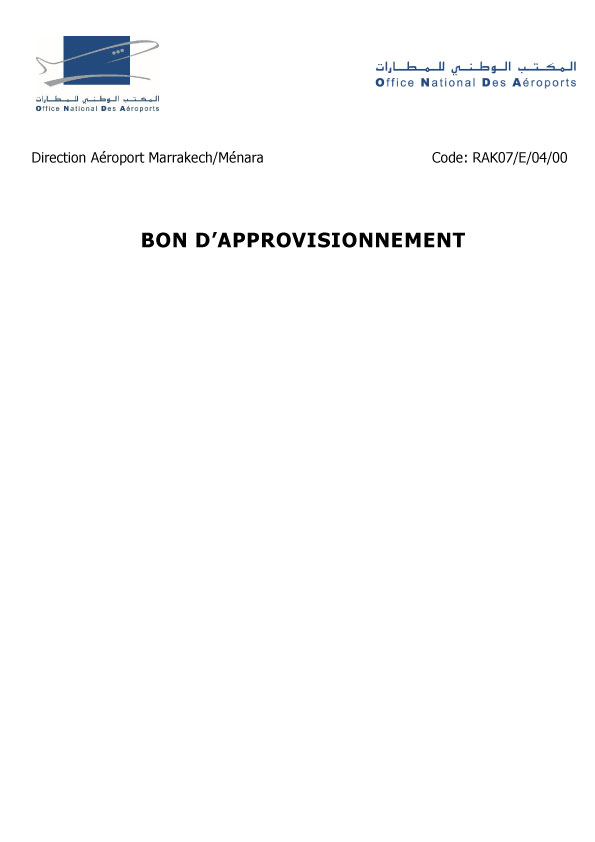 المكتب الوطني للمطارات
Office National Des Aéroports
المكتب الوطني للمطارات
Office National Des Aéroports
Direction Aéroport Marrakech/Ménara
Code: RAK07/E/04/00
BON D’APPROVISIONNEMENT